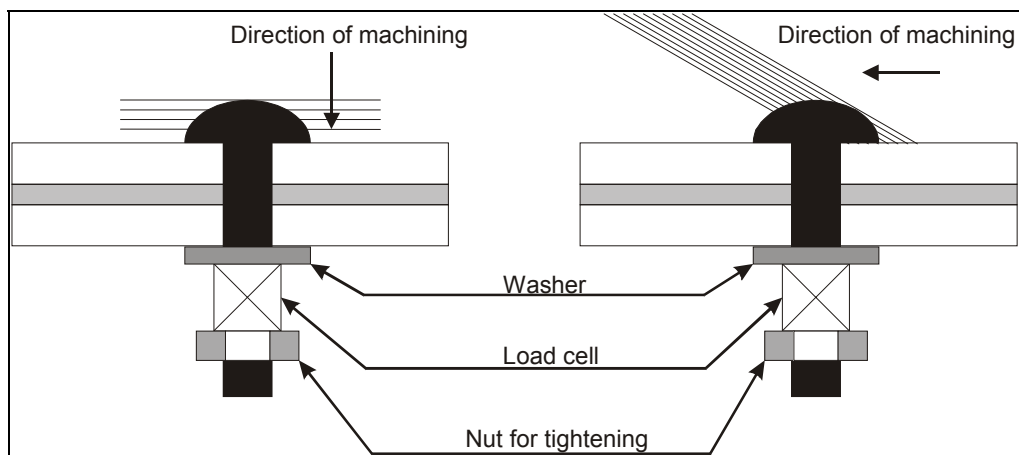 Direction of machining
Direction of machining
Washer
Load cell
Nut for tightening